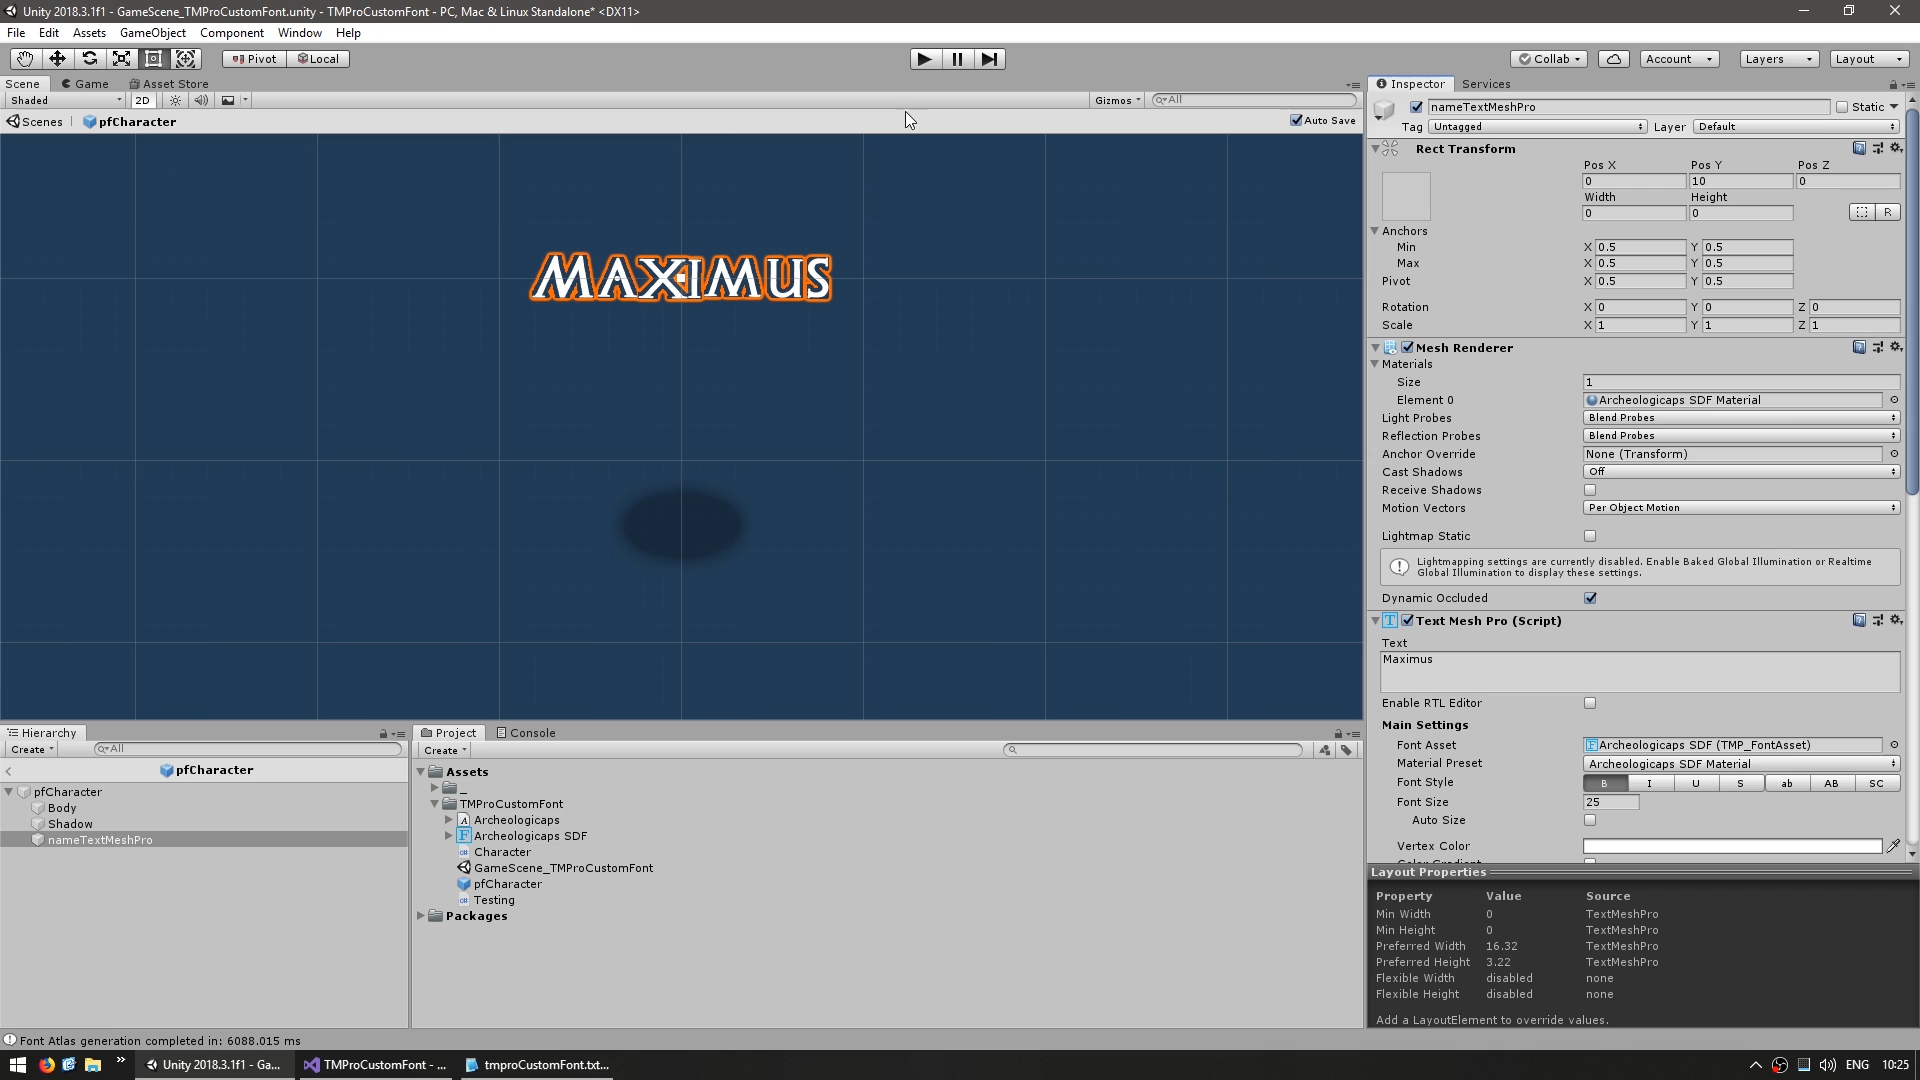 Unity 2018.3.1f1 - GameScene_TMProCustomFont.unity - TMProCustomFont - PC, Mac & Linux Standalone* <DX11>
File Edit Assets GameObject Component Window Help
Pivot Local Collab Account Layers Layout
Scene Game Asset Store Inspector Services
Shaded 2D Gizmos All
Scenes pfCharacter Auto Save
nameTextMeshPro Static
Tag Untagged Layer Default
Rect Transform
Pos X Pos Y Pos Z
0 10 0
Width Height
0 0 R
Anchors
Min X 0.5 Y 0.5
Max X 0.5 Y 0.5
Pivot X 0.5 Y 0.5
Rotation X 0 Y 0 Z 0
Scale X 1 Y 1 Z 1
MAXIMUS
Mesh Renderer
Materials
Size 1
Element 0 Archeologicaps SDF Material
Light Probes Blend Probes
Reflection Probes Blend Probes
Anchor Override None (Transform)
Cast Shadows Off
Receive Shadows
Motion Vectors Per Object Motion
Lightmap Static
Lightmapping settings are currently disabled. Enable Baked Global Illumination or Realtime
Global Illumination to display these settings.
Dynamic Occluded
Text Mesh Pro (Script)
Text
Maximus
Enable RTL Editor
Main Settings
Font Asset Archeologicaps SDF (TMP_FontAsset)
Material Preset Archeologicaps SDF Material
Font Style B I U S ab AB SC
Font Size 25
Auto Size
Vertex Color
Color Gradient
Layout Properties
Property Value Source
Min Width 0 TextMeshPro
Min Height 0 TextMeshPro
Preferred Width 16.32 TextMeshPro
Preferred Height 3.22 TextMeshPro
Flexible Width disabled none
Flexible Height disabled none
Add a LayoutElement to override values.
Hierarchy
Create All
pfCharacter
pfCharacter
Body
Shadow
nameTextMeshPro
Project Console
Create
Assets
_
TMProCustomFont
Archeologicaps
Archeologicaps SDF
Character
GameScene_TMProCustomFont
pfCharacter
Testing
Packages
Font Atlas generation completed in: 6088.015 ms
Unity 2018.3.1f1 - Ga... TMProCustomFont - ... tmproCustomFont.txt... ENG 10:25